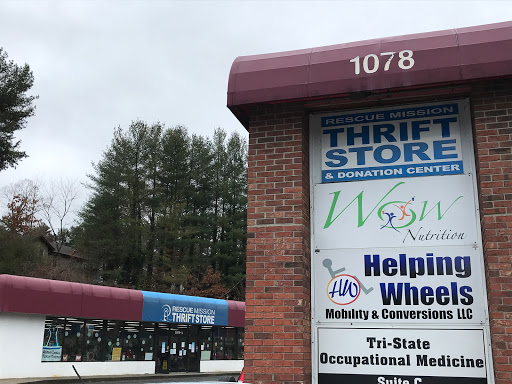 1078
RESCUE MISSION
THRIFT
STORE
& DONATION CENTER
WOW
Nutrition
HW
Helping
Wheels
Mobility & Conversions LLC
Tri-State
Occupational Medicine
Suite C
RESCUE MISSION
THRIFT STORE